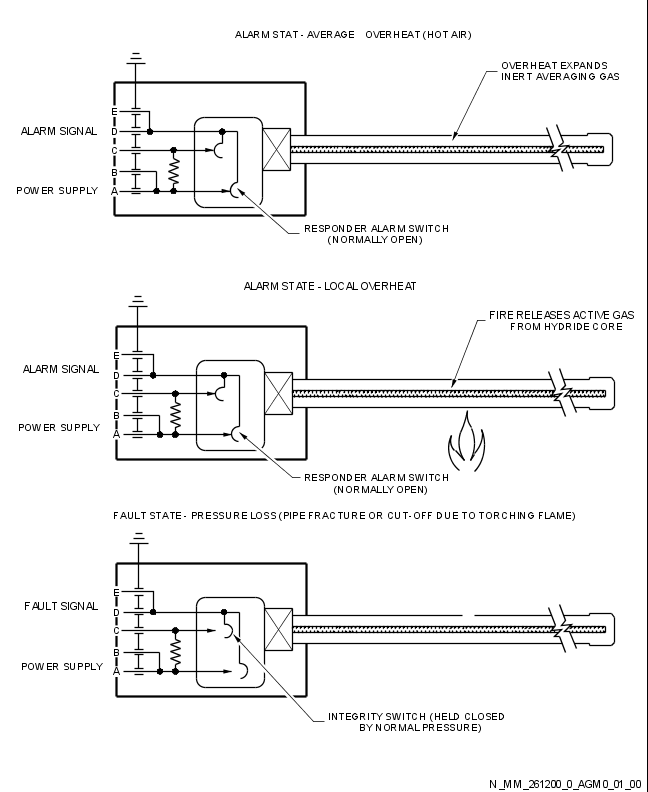 ALARM STAT - AVERAGE OVERHEAT (HOT AIR)
OVERHEAT EXPANDS
INERT AVERAGING GAS
E
ALARM SIGNAL D
C
B
POWER SUPPLY A
RESPONDER ALARM SWITCH
(NORMALLY OPEN)
ALARM STATE - LOCAL OVERHEAT
FIRE RELEASES ACTIVE GAS
FROM HYDRIDE CORE
E
ALARM SIGNAL D
C
B
POWER SUPPLY A
RESPONDER ALARM SWITCH
(NORMALLY OPEN)
FAULT STATE - PRESSURE LOSS (PIPE FRACTURE OR CUT-OFF DUE TO TORCHING FLAME)
E
FAULT SIGNAL D
C
B
POWER SUPPLY A
INTEGRITY SWITCH (HELD CLOSED
BY NORMAL PRESSURE)
N_MM_261200_0_AGM0_01_00